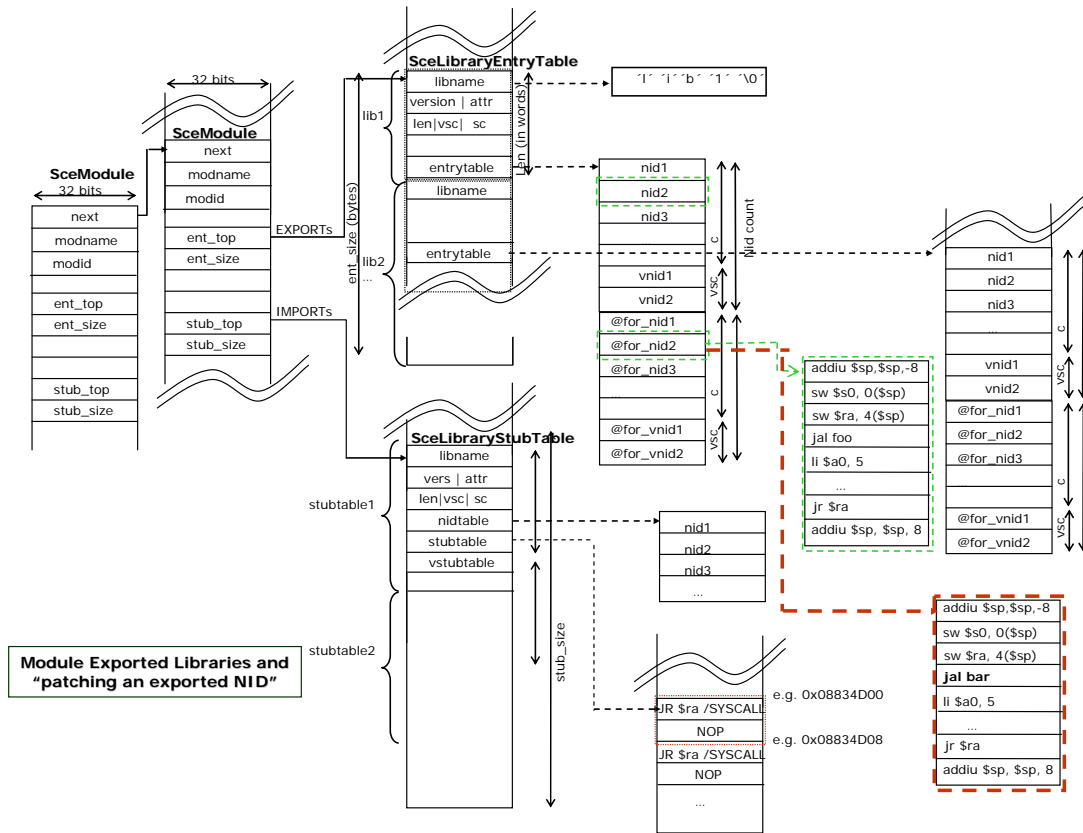 SceModule
32 bits
next
modname
modid
ent_top
ent_size
stub_top
stub_size
32 bits
SceModule
next
modname
modid
ent_top
ent_size
stub_top
stub_size
EXPORTs
IMPORTs
SceLibraryEntryTable
libname
version | attr
len|vsc| sc
entrytable
libname
entrytable
lib1
lib2
...
ent_size (bytes)
Len (in words)
´l´ ´i´´b´ ´1´ ´\0´
nid1
nid2
nid3
...
vnid1
vnid2
@for_nid1
@for_nid2
@for_nid3
...
@for_vnid1
@for_vnid2
c
vsc
Nid count
c
vsc
addiu $sp,$sp,-8
sw $s0, 0($sp)
sw $ra, 4($sp)
jal foo
li $a0, 5
...
jr $ra
addiu $sp, $sp, 8
nid1
nid2
nid3
...
vnid1
vnid2
@for_nid1
@for_nid2
@for_nid3
...
@for_vnid1
@for_vnid2
c
vsc
c
vsc
SceLibraryStubTable
libname
vers | attr
len|vsc| sc
nidtable
stubtable
vstubtable
stubtable1
stubtable2
stub_size
nid1
nid2
nid3
...
JR $ra /SYSCALL
NOP
JR $ra /SYSCALL
NOP
...
e.g. 0x08834D00
e.g. 0x08834D08
addiu $sp,$sp,-8
sw $s0, 0($sp)
sw $ra, 4($sp)
jal bar
li $a0, 5
...
jr $ra
addiu $sp, $sp, 8
Module Exported Libraries and
“patching an exported NID”